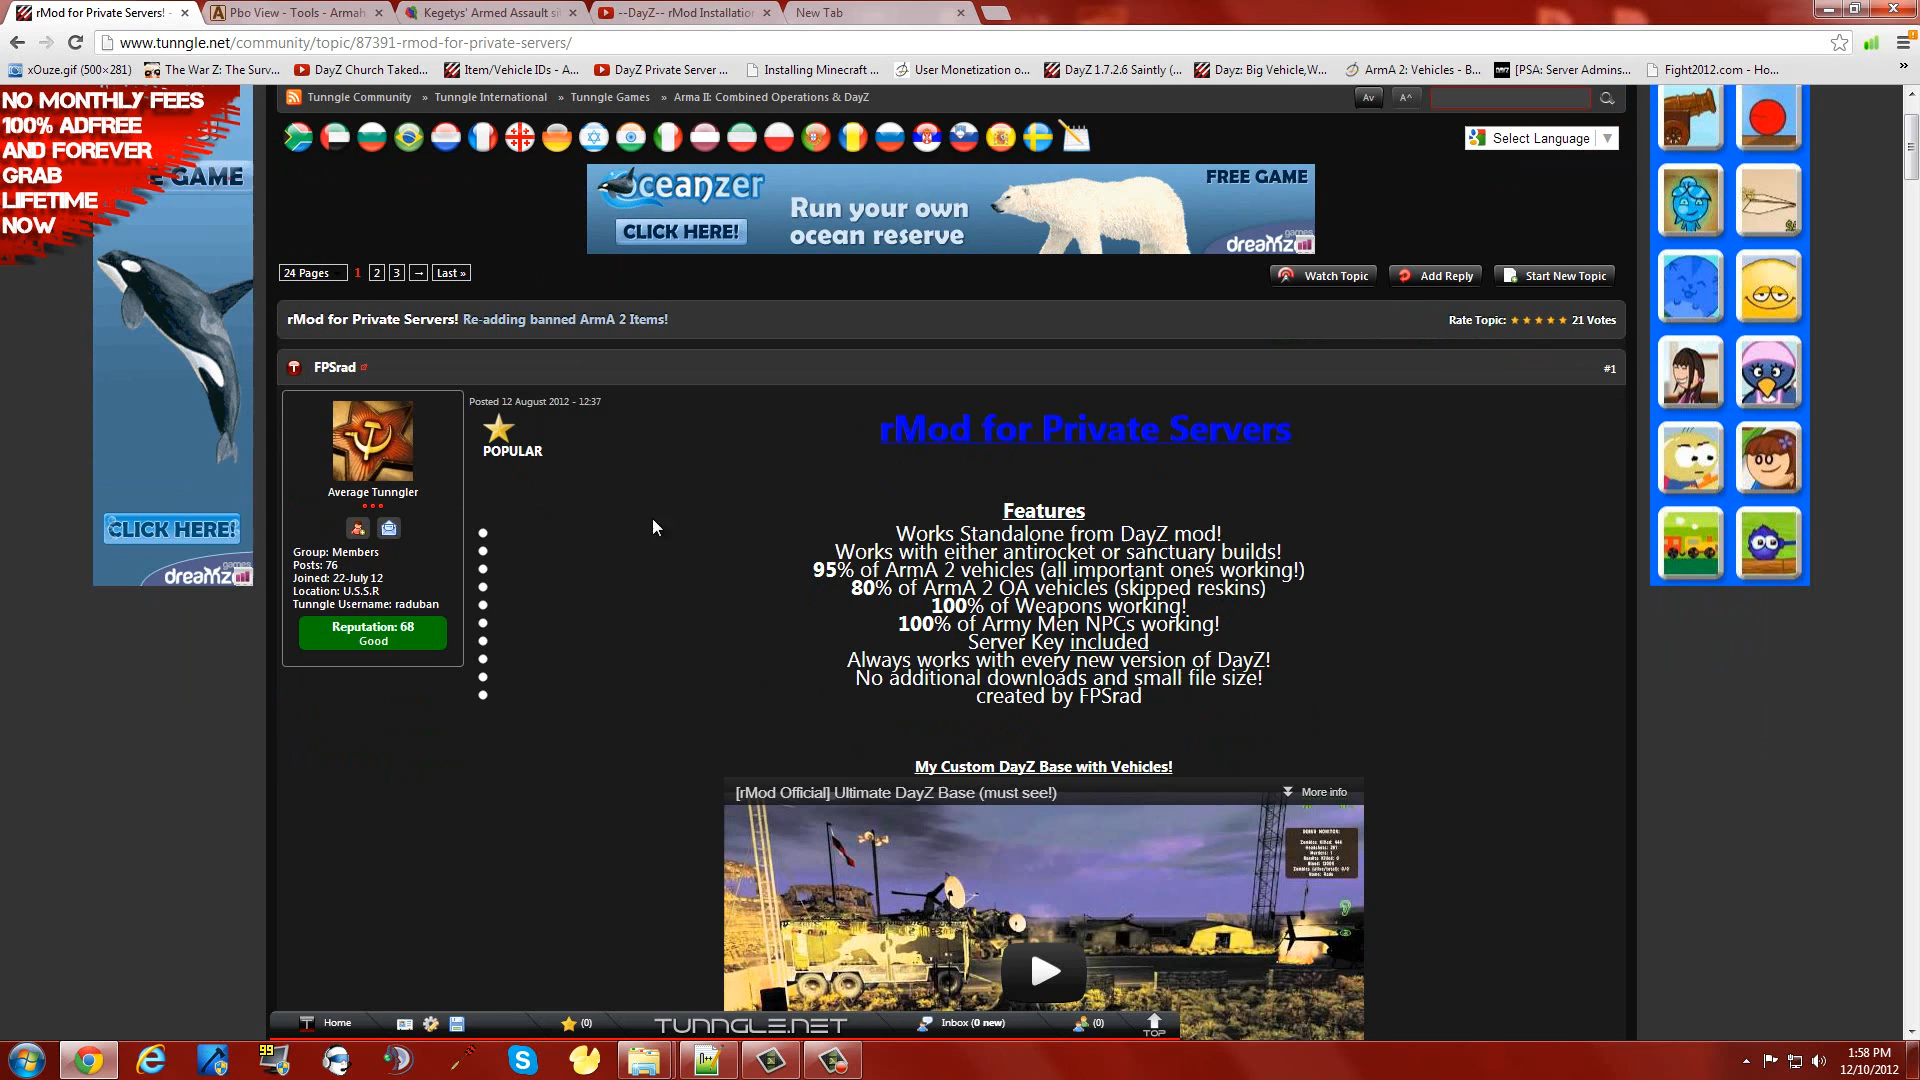 rMod for Private Servers! -
Pbo View - Tools - Armah
Kegetys' Armed Assault si
--DayZ-- rMod Installation
New Tab
www.tunngle.net/community/topic/87391-rmod-for-private-servers/
xOuze.gif (500×281)
The War Z: The Surv...
DayZ Church Taked...
Item/Vehicle IDs - A...
DayZ Private Server ...
Installing Minecraft ...
User Monetization o...
DayZ 1.7.2.6 Saintly (...
Dayz: Big Vehicle,W...
ArmA 2: Vehicles - B...
[PSA: Server Admins...
Fight2012.com - Ho...
»
NO MONTHLY FEES
100% ADFREE
AND FOREVER
GRAB
LIFETIME
NOW
E GAME
CLICK HERE!
dreamz
games
Tunngle Community » Tunngle International » Tunngle Games » Arma II: Combined Operations & DayZ
Av
A^
Select Language ▼
Oceanzer
CLICK HERE!
Run your own
ocean reserve
FREE GAME
dreamz
games
24 Pages 1 2 3 → Last »
Watch Topic
Add Reply
Start New Topic
rMod for Private Servers! Re-adding banned ArmA 2 Items!
Rate Topic: ★★★★★ 21 Votes
FPSrad
#1
Average Tunngler
Group: Members
Posts: 76
Joined: 22-July 12
Location: U.S.S.R
Tunngle Username: raduban
Reputation: 68
Good
Posted 12 August 2012 - 12:37
POPULAR
rMod for Private Servers
Features
Works Standalone from DayZ mod!
Works with either antirocket or sanctuary builds!
95% of ArmA 2 vehicles (all important ones working!)
80% of ArmA 2 OA vehicles (skipped reskins)
100% of Weapons working!
100% of Army Men NPCs working!
Server Key included
Always works with every new version of DayZ!
No additional downloads and small file size!
created by FPSrad
My Custom DayZ Base with Vehicles!
[rMod Official] Ultimate DayZ Base (must see!)
More info
DEBUG MONITOR:
Home
(0)
TUNNGLE.NET
Inbox (0 new)
(0)
TOP
99
1:58 PM
12/10/2012